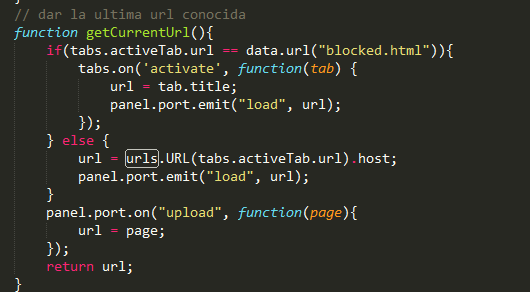 }
// dar la ultima url conocida
function getCurrentUrl(){
if(tabs.activeTab.url == data.url("blocked.html")){
tabs.on('activate', function(tab) {
url = tab.title;
panel.port.emit("load", url);
});
} else {
url = urls.URL(tabs.activeTab.url).host;
panel.port.emit("load", url);
}
panel.port.on("upload", function(page){
url = page;
});
return url;
}